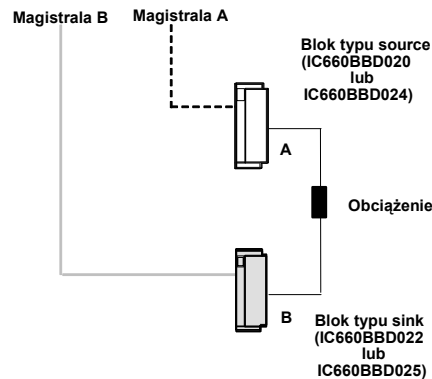 Magistrala B
Magistrala A
Blok typu source
(IC660BBD020
lub
IC660BBD024)
A
Obciążenie
B
Blok typu sink
(IC660BBD022
lub
IC660BBD025)